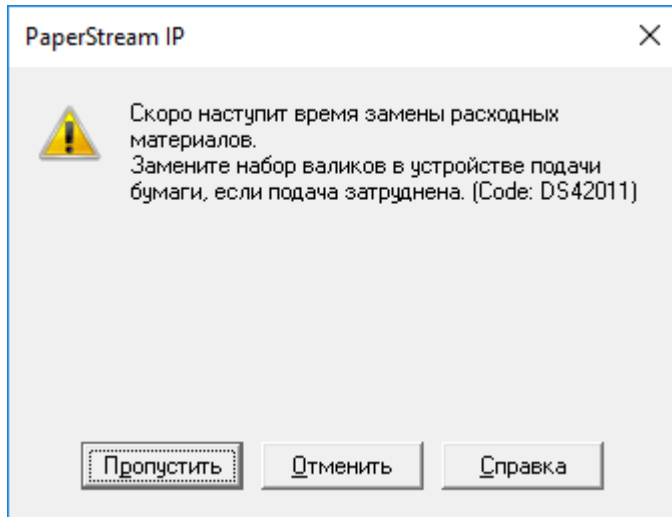 PaperStream IP
Скоро наступит время замены расходных
материалов.
Замените набор валиков в устройстве подачи
бумаги, если подача затруднена. (Code: DS42011)
Пропустить
Отменить
Справка